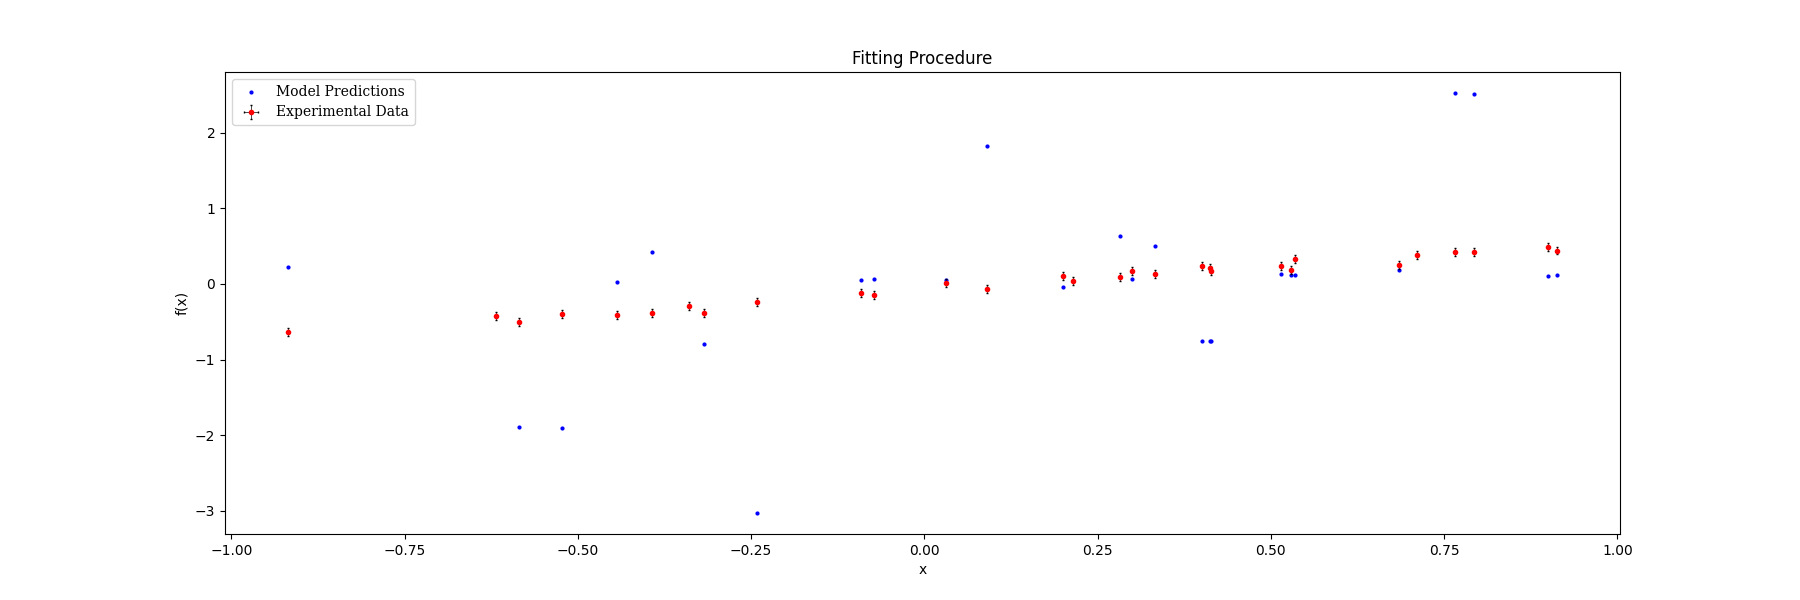 Fitting Procedure
Model Predictions
Experimental Data
f(x)
2
1
0
−1
−2
−3
−1.00 −0.75 −0.50 −0.25 0.00 0.25 0.50 0.75 1.00
x